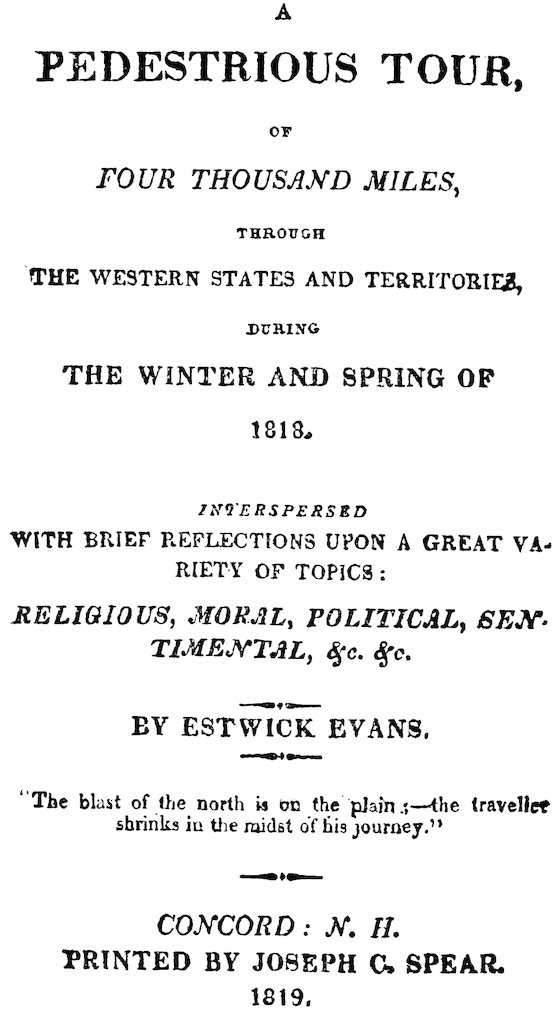 A
PEDESTRIOUS TOUR,
OF
FOUR THOUSAND MILES,
THROUGH
THE WESTERN STATES AND TERRITORIES,
DURING
THE WINTER AND SPRING OF
1818.
INTERSPERSED
WITH BRIEF REFLECTIONS UPON A GREAT VA-
RIETY OF TOPICS:
RELIGIOUS, MORAL, POLITICAL, SEN-
TIMENTAL, &c. &c.
BY ESTWICK EVANS.
"The blast of the north is on the plain;—the traveller
shrinks in the midst of his journey."
CONCORD: N. H.
PRINTED BY JOSEPH C. SPEAR.
1819.